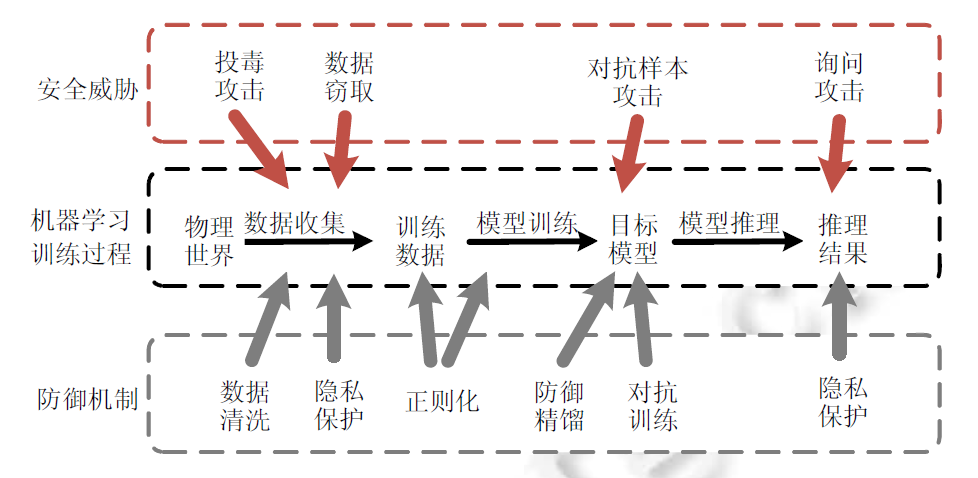 安全威胁
投毒
攻击
数据
窃取
对抗样本
攻击
询问
攻击
机器学习
训练过程
物理
世界
数据收集
训练
数据
模型训练
目标
模型
模型推理
推理
结果
防御机制
数据
清洗
隐私
保护
正则化
防御
精馏
对抗
训练
隐私
保护